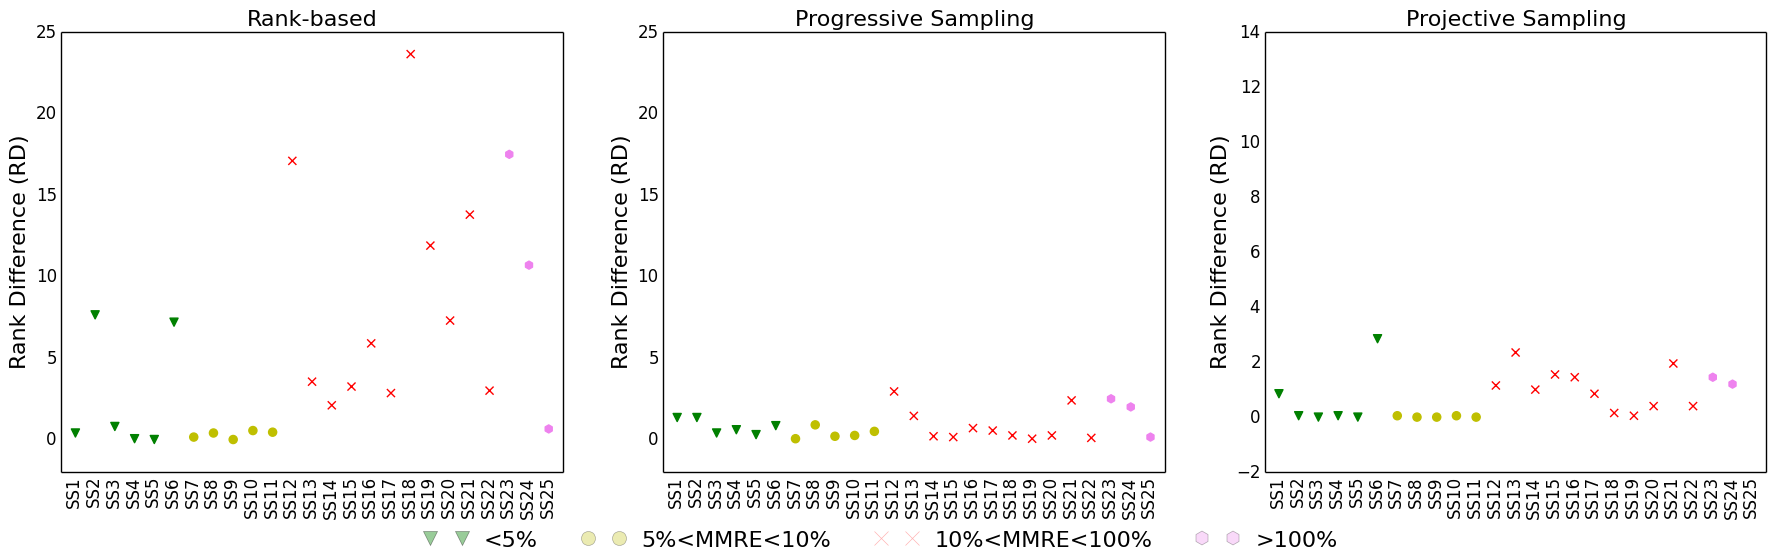 Rank-based
Progressive Sampling
Projective Sampling
Rank Difference (RD)
25
20
15
10
5
0
SS1 SS2 SS3 SS4 SS5 SS6 SS7 SS8 SS9 SS10 SS11 SS12 SS13 SS14 SS15 SS16 SS17 SS18 SS19 SS20 SS21 SS22 SS23 SS24 SS25
Rank Difference (RD)
25
20
15
10
5
0
SS1 SS2 SS3 SS4 SS5 SS6 SS7 SS8 SS9 SS10 SS11 SS12 SS13 SS14 SS15 SS16 SS17 SS18 SS19 SS20 SS21 SS22 SS23 SS24 SS25
Rank Difference (RD)
14
12
10
8
6
4
2
0
−2
SS1 SS2 SS3 SS4 SS5 SS6 SS7 SS8 SS9 SS10 SS11 SS12 SS13 SS14 SS15 SS16 SS17 SS18 SS19 SS20 SS21 SS22 SS23 SS24 SS25
<5%
5%<MMRE<10%
10%<MMRE<100%
>100%